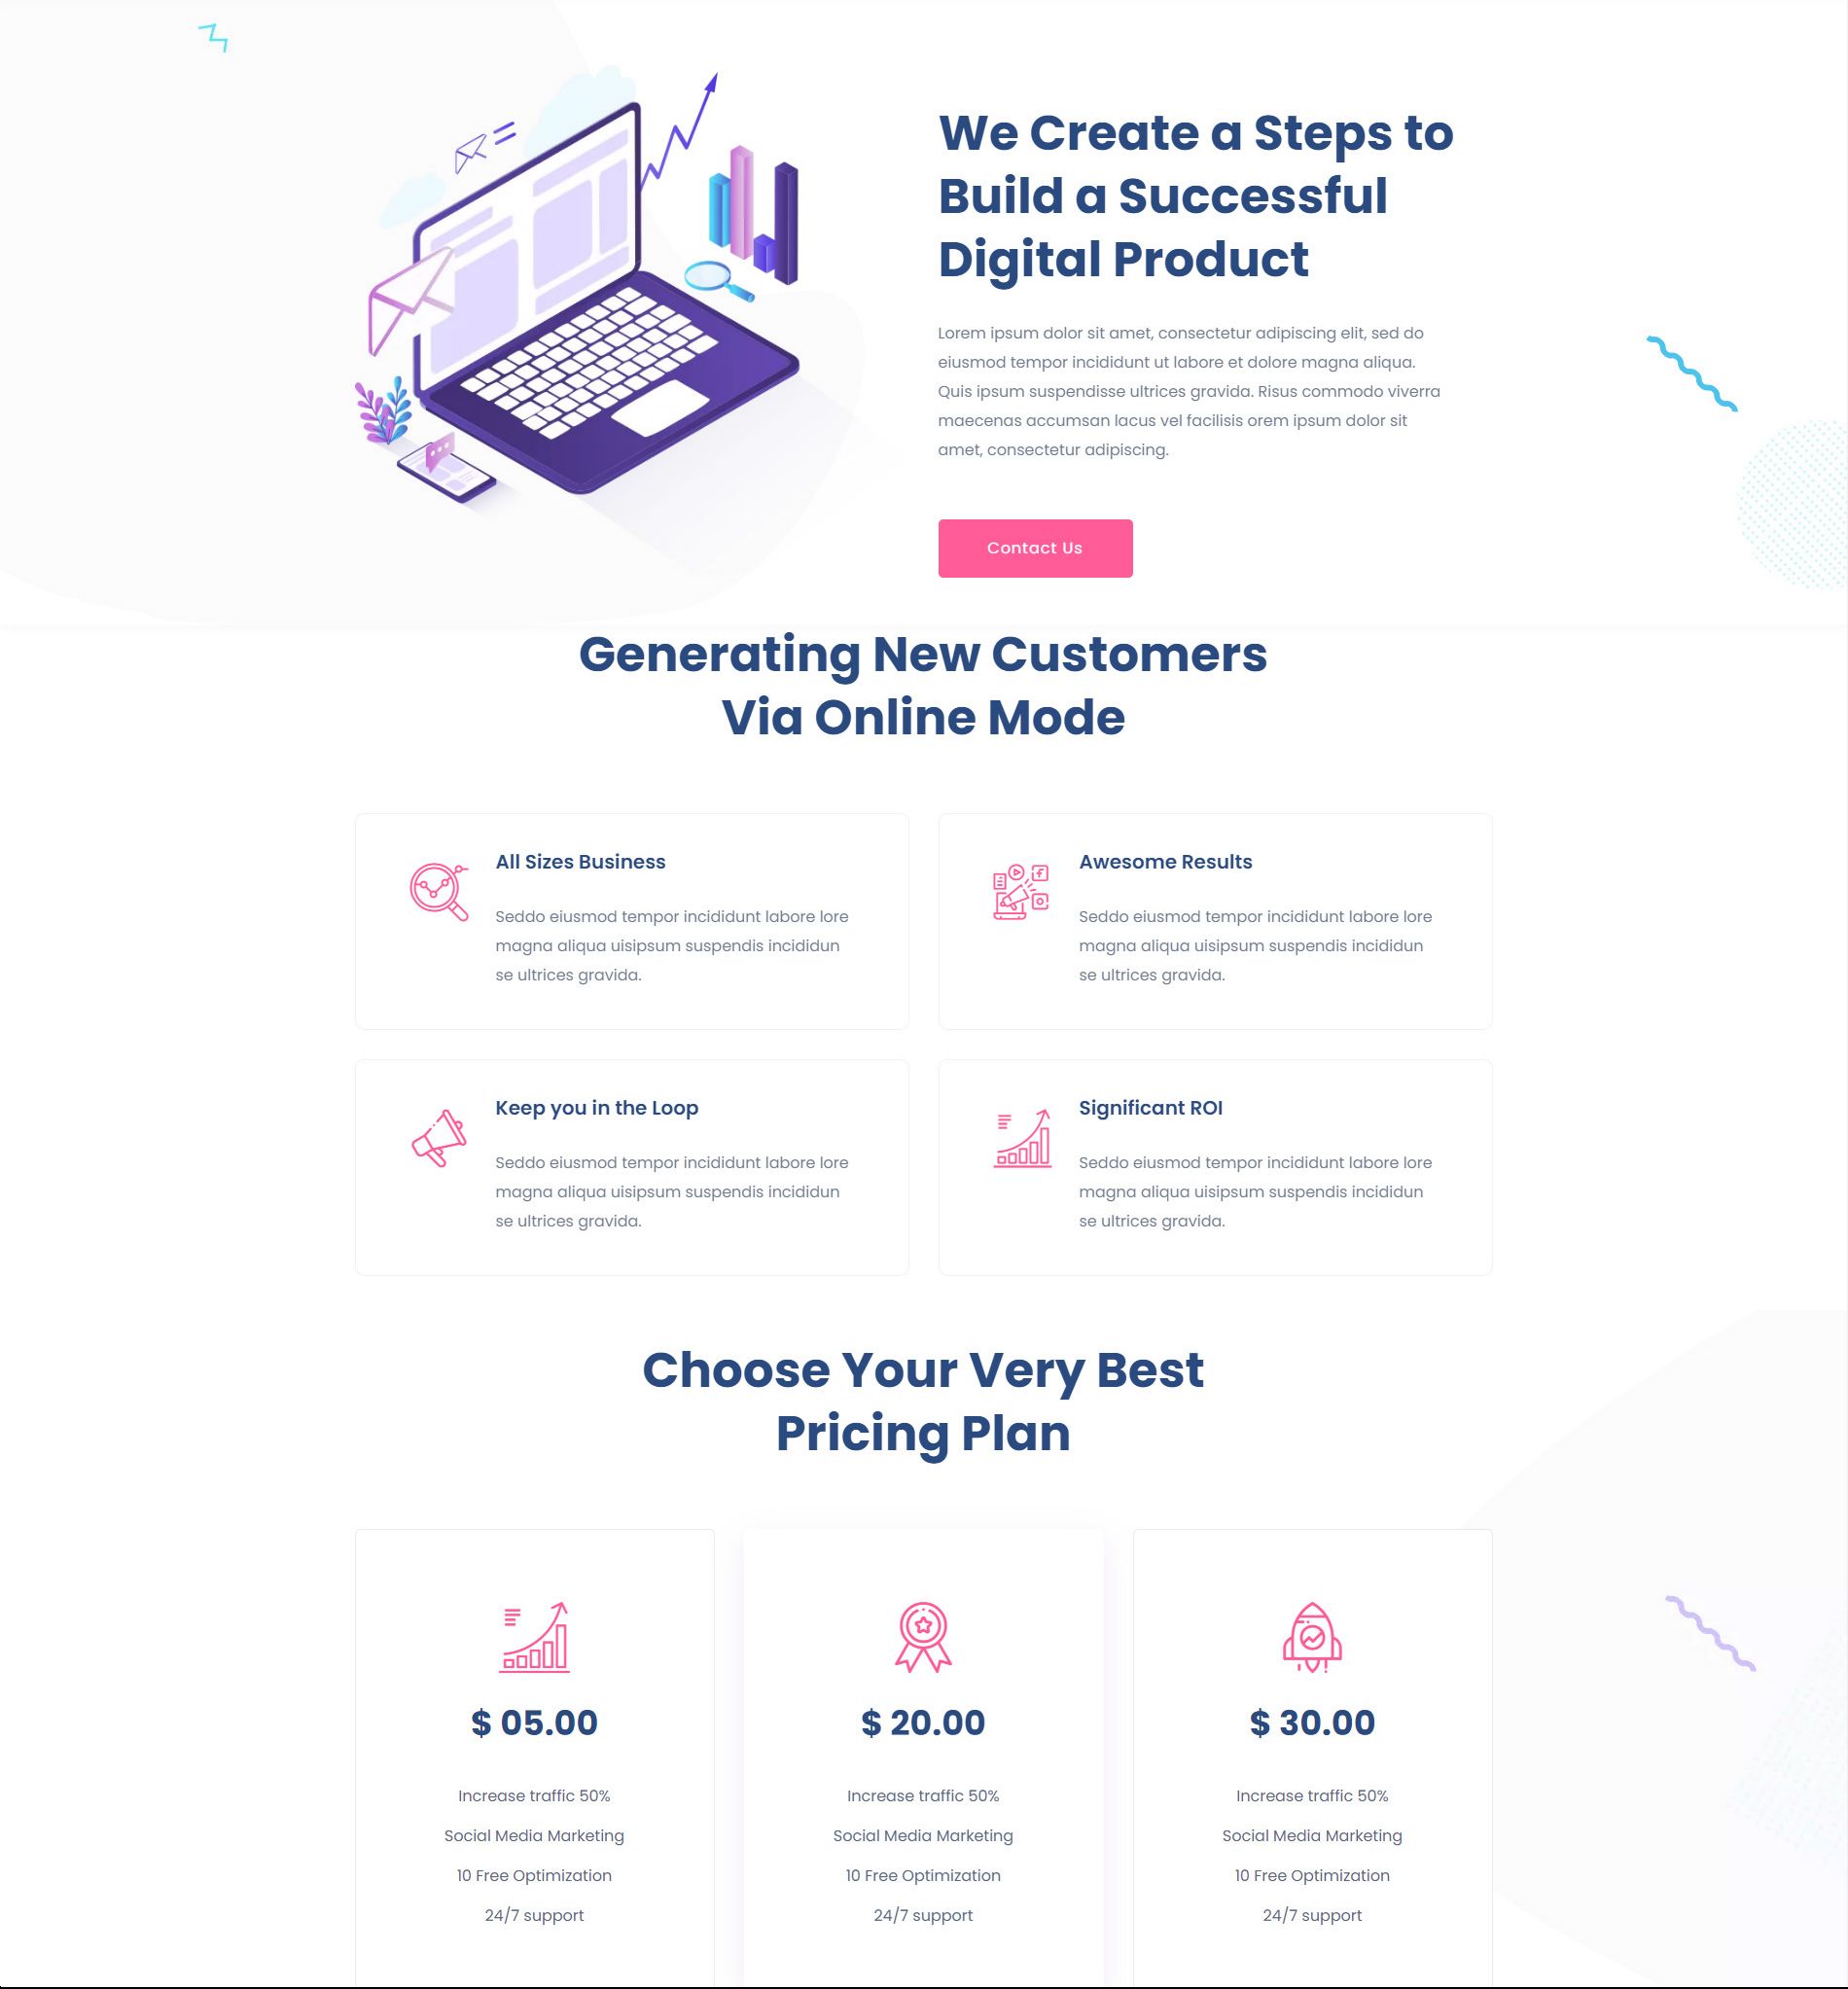 We Create a Steps to
Build a Successful
Digital Product
Lorem ipsum dolor sit amet, consectetur adipiscing elit, sed do
eiusmod tempor incididunt ut labore et dolore magna aliqua.
Quis ipsum suspendisse ultrices gravida. Risus commodo viverra
maecenas accumsan lacus vel facilisis orem ipsum dolor sit
amet, consectetur adipiscing.
Contact Us
Generating New Customers
Via Online Mode
All Sizes Business
Seddo eiusmod tempor incididunt labore lore
magna aliqua uisipsum suspendis incididun
se ultrices gravida.
Awesome Results
Seddo eiusmod tempor incididunt labore lore
magna aliqua uisipsum suspendis incididun
se ultrices gravida.
Keep you in the Loop
Seddo eiusmod tempor incididunt labore lore
magna aliqua uisipsum suspendis incididun
se ultrices gravida.
Significant ROI
Seddo eiusmod tempor incididunt labore lore
magna aliqua uisipsum suspendis incididun
se ultrices gravida.
Choose Your Very Best
Pricing Plan
$ 05.00
Increase traffic 50%
Social Media Marketing
10 Free Optimization
24/7 support
$ 20.00
Increase traffic 50%
Social Media Marketing
10 Free Optimization
24/7 support
$ 30.00
Increase traffic 50%
Social Media Marketing
10 Free Optimization
24/7 support